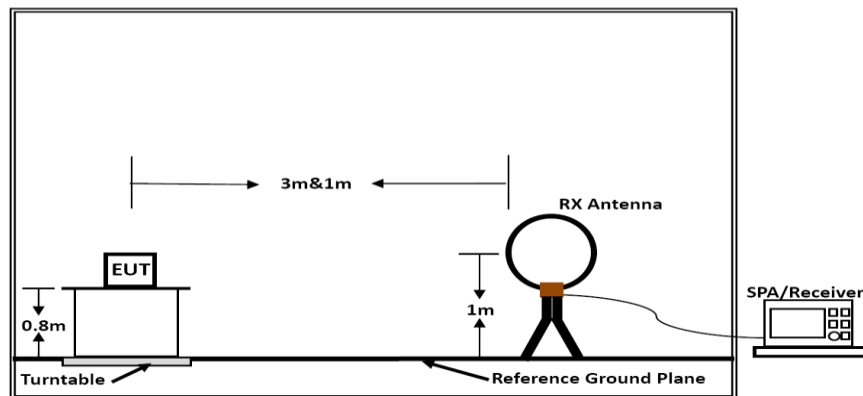 3m&1m
RX Antenna
EUT
SPA/Receiver
0.8m
1m
Turntable
Reference Ground Plane